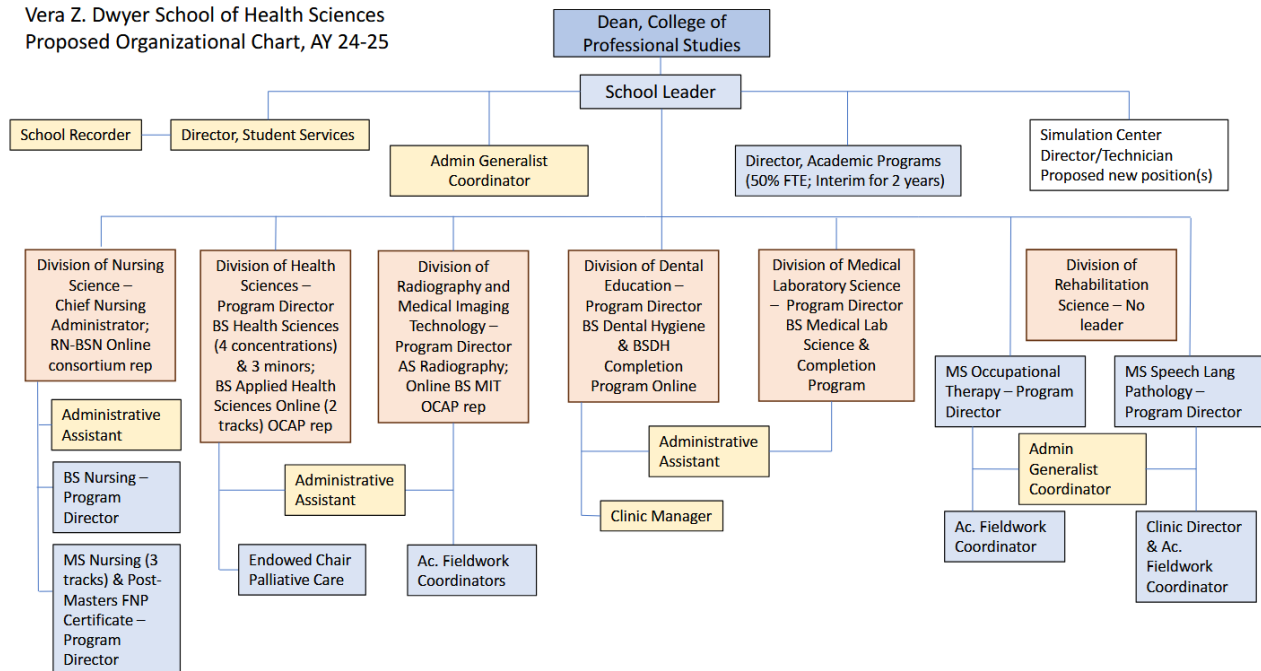 Vera Z. Dwyer School of Health Sciences
Proposed Organizational Chart, AY 24-25
Dean, College of
Professional Studies
School Leader
School Recorder
Director, Student Services
Admin Generalist
Coordinator
Director, Academic Programs
(50% FTE; Interim for 2 years)
Simulation Center
Director/Technician
Proposed new position(s)
Division of Nursing
Science –
Chief Nursing
Administrator;
RN-BSN Online
consortium rep
Division of Health
Sciences –
Program Director
BS Health Sciences
(4 concentrations)
& 3 minors;
BS Applied Health
Sciences Online (2
tracks) OCAP rep
Division of
Radiography and
Medical Imaging
Technology –
Program Director
AS Radiography;
Online BS MIT
OCAP rep
Division of Dental
Education –
Program Director
BS Dental Hygiene
& BSDH
Completion
Program Online
Division of Medical
Laboratory Science
– Program Director
BS Medical Lab
Science &
Completion
Program
Division of
Rehabilitation
Science – No
leader
MS Occupational
Therapy – Program
Director
MS Speech Lang
Pathology –
Program Director
Administrative
Assistant
BS Nursing –
Program
Director
MS Nursing (3
tracks) & Post-
Masters FNP
Certificate –
Program
Director
Administrative
Assistant
Endowed Chair
Palliative Care
Ac. Fieldwork
Coordinators
Administrative
Assistant
Clinic Manager
Admin
Generalist
Coordinator
Ac. Fieldwork
Coordinator
Clinic Director
& Ac.
Fieldwork
Coordinator